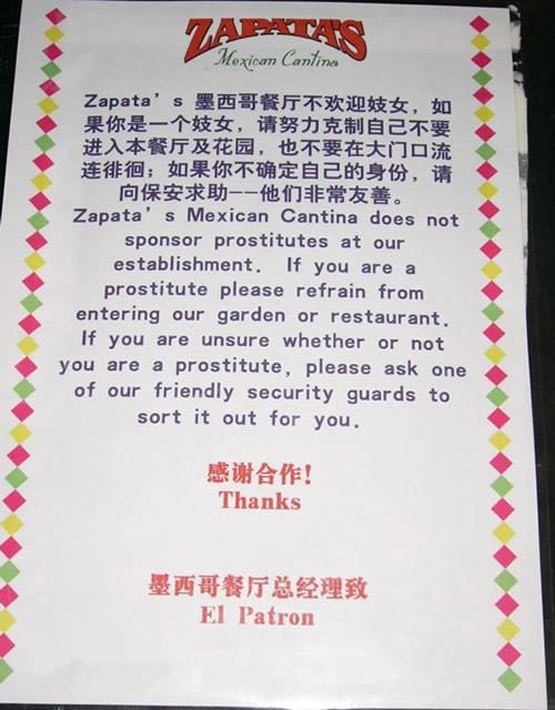 ZAPATA'S
Mexican Cantina
Zapata's 墨西哥餐厅不欢迎妓女，如
果你是一个妓女，请努力克制自己不要
进入本餐厅及花园，也不要在大门口流
连徘徊；如果你不确定自己的身份，请
向保安求助--他们非常友善。
Zapata's Mexican Cantina does not
sponsor prostitutes at our
establishment. If you are a
prostitute please refrain from
entering our garden or restaurant.
If you are unsure whether or not
you are a prostitute, please ask one
of our friendly security guards to
sort it out for you.
感谢合作！
Thanks
墨西哥餐厅总经理致
El Patron